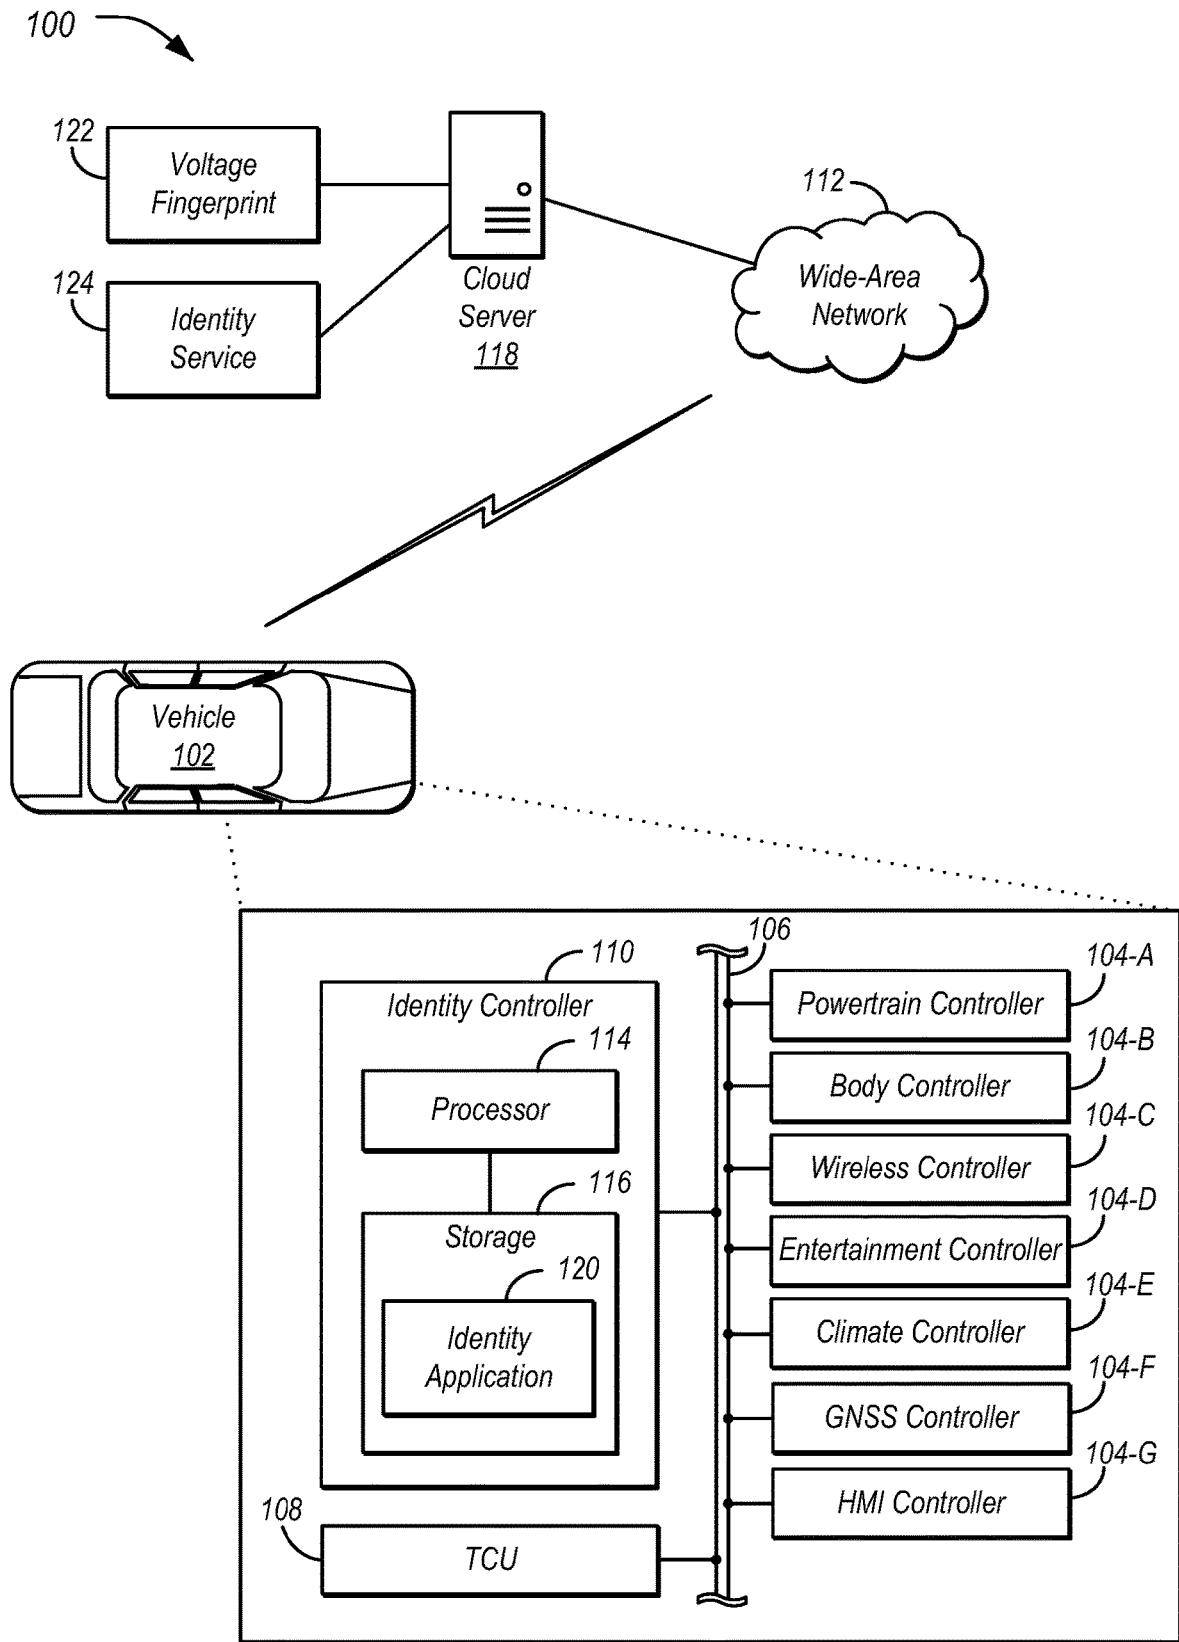 100
122
Voltage
Fingerprint
124
Identity
Service
Cloud
Server
118
112
Wide-Area
Network
Vehicle
102
106
110
Identity Controller
114
Processor
116
Storage
120
Identity
Application
108
TCU
104-A
Powertrain Controller
104-B
Body Controller
104-C
Wireless Controller
104-D
Entertainment Controller
104-E
Climate Controller
104-F
GNSS Controller
104-G
HMI Controller